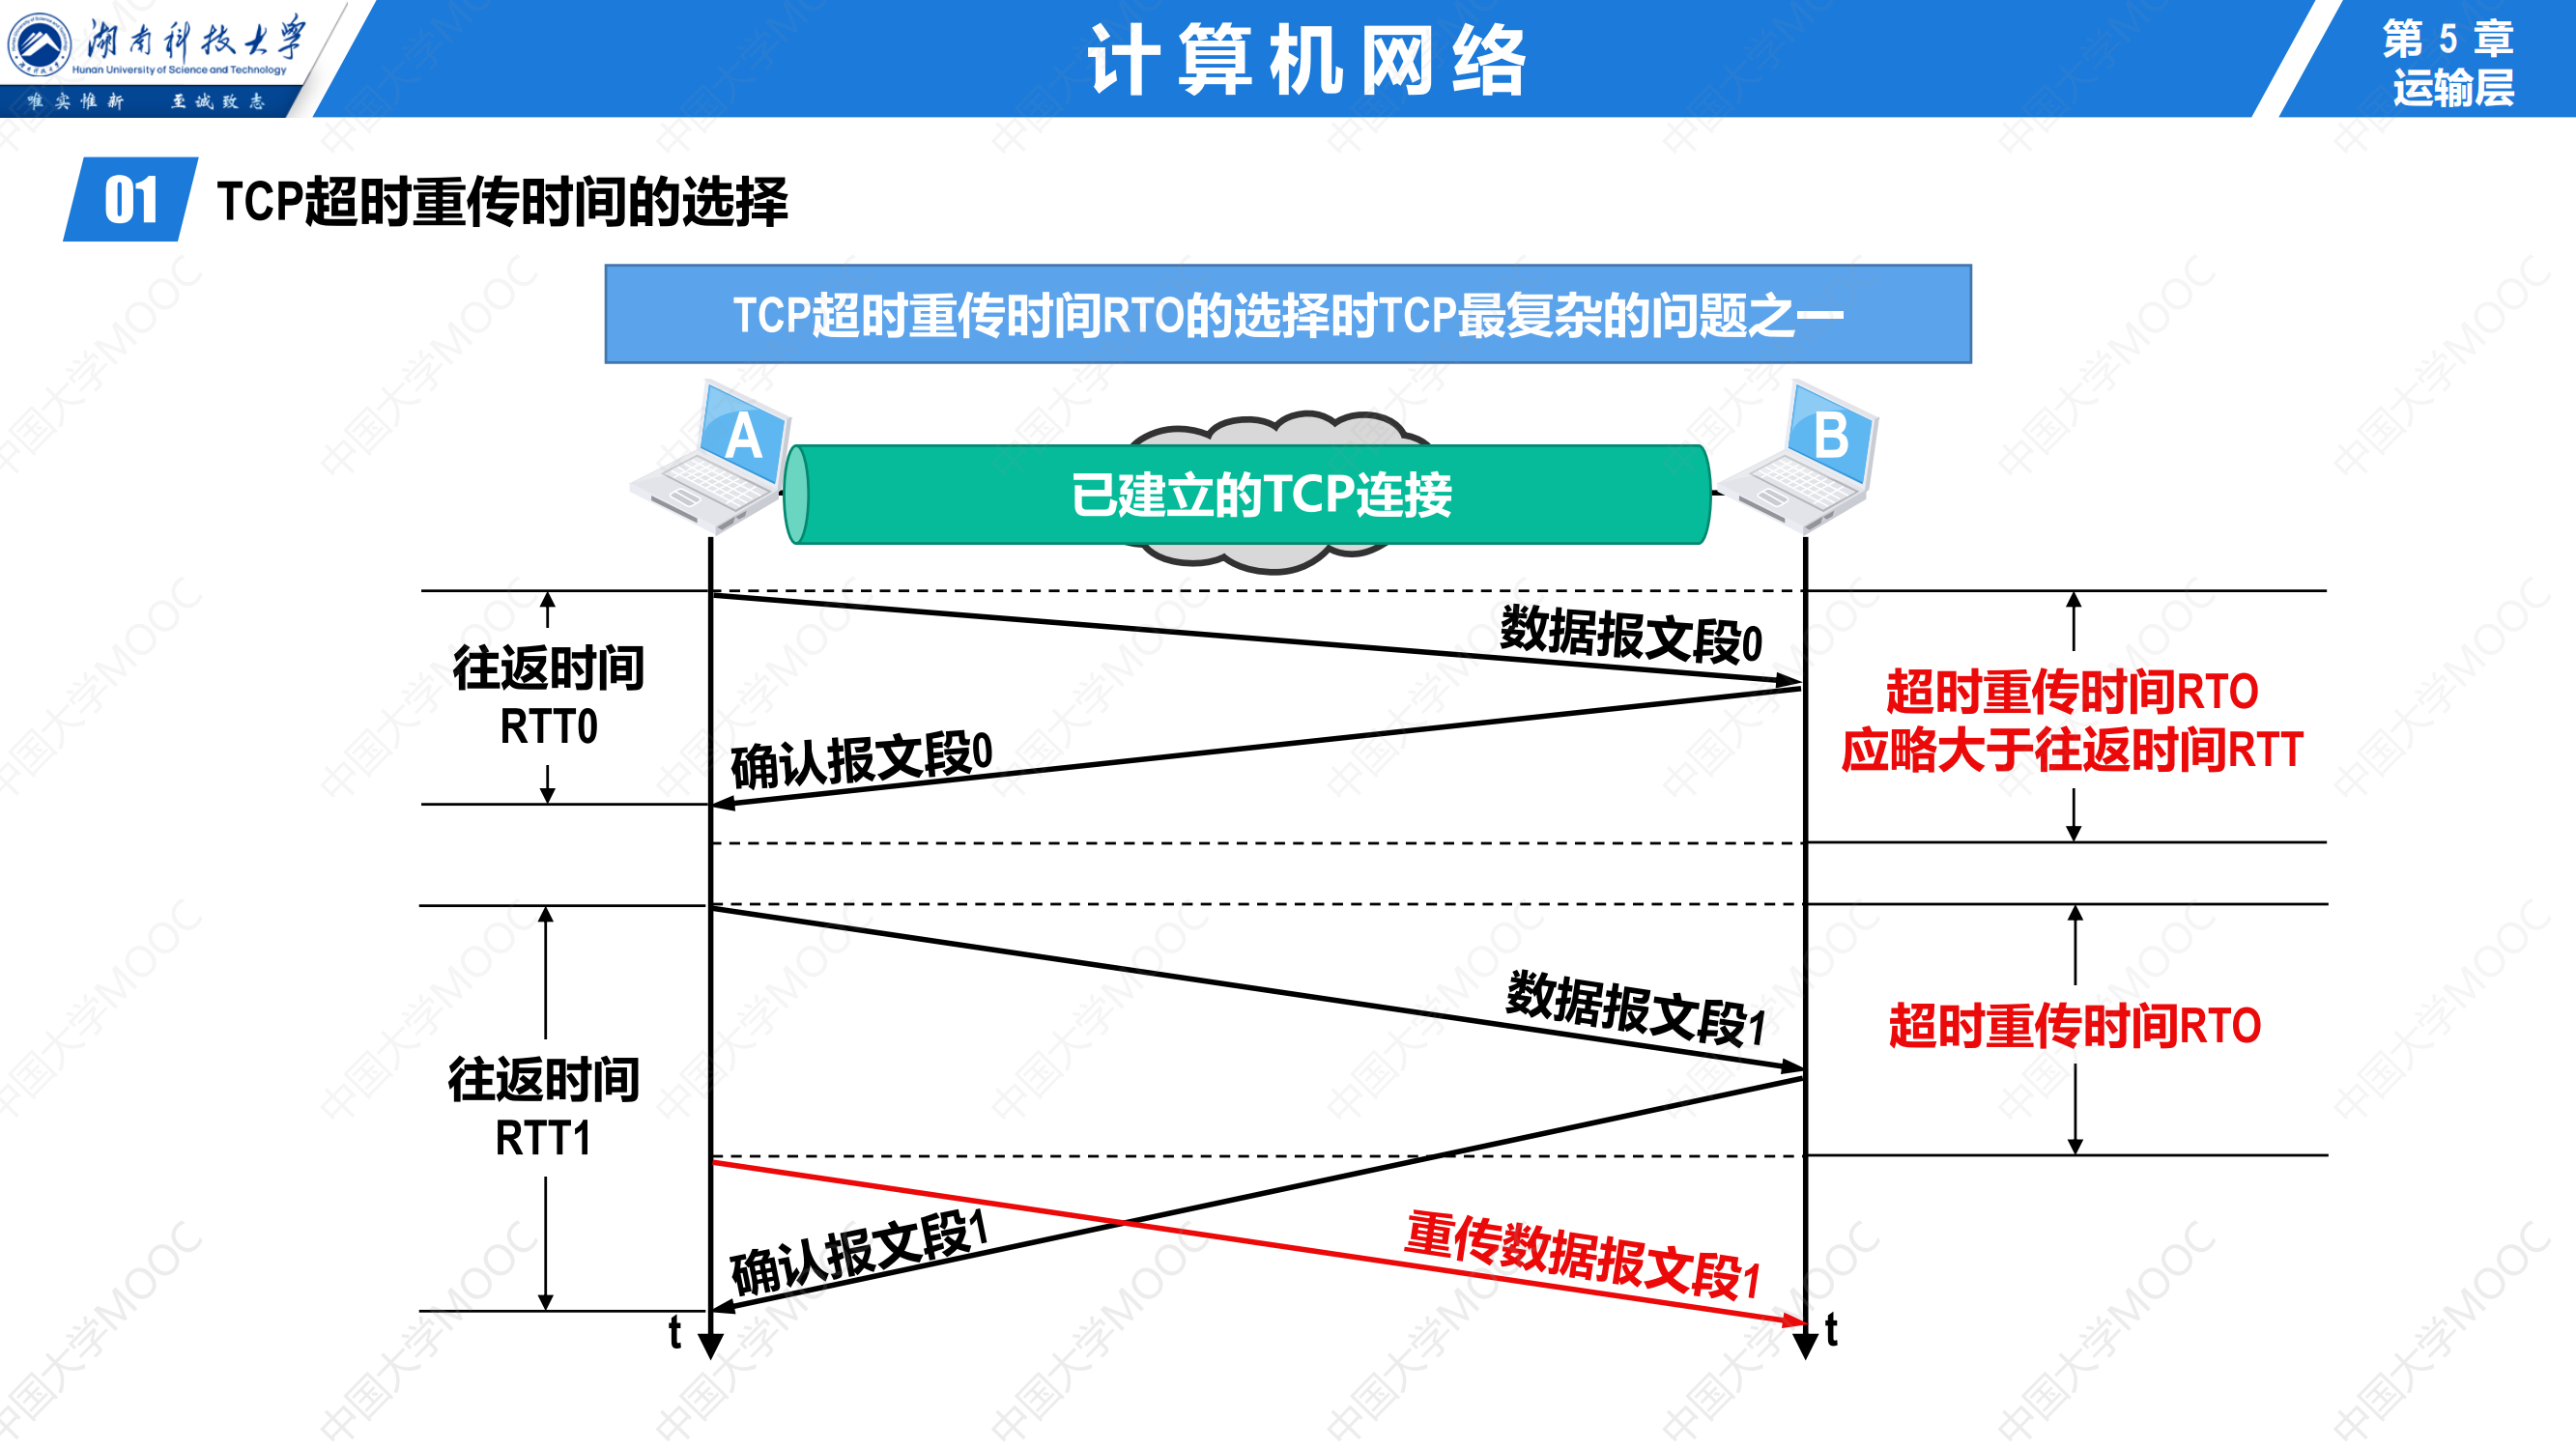 湖南科技大学
Hunan University of Science and Technology
唯实惟新 至诚致志
计算机网络
第 5 章
运输层
01 TCP超时重传时间的选择
TCP超时重传时间RTO的选择时TCP最复杂的问题之一
A
B
已建立的TCP连接
数据报文段0
往返时间
RTT0
确认报文段0
超时重传时间RTO
应略大于往返时间RTT
数据报文段1
超时重传时间RTO
往返时间
RTT1
确认报文段1
重传数据报文段1
t
t
中国大学MOOC